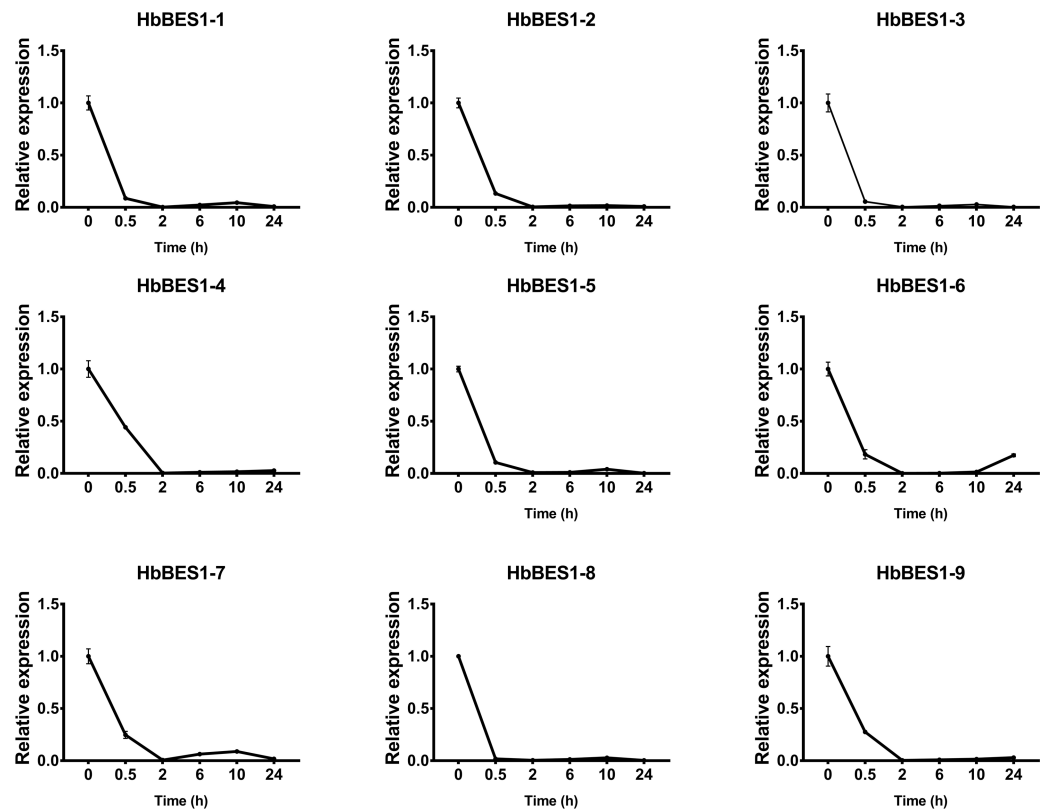 HbBES1-1
Relative expression
1.5
1.0
0.5
0.0
0 0.5 2 6 10 24
Time (h)
HbBES1-2
Relative expression
1.5
1.0
0.5
0.0
0 0.5 2 6 10 24
Time (h)
HbBES1-3
Relative expression
1.5
1.0
0.5
0.0
0 0.5 2 6 10 24
Time (h)
HbBES1-4
Relative expression
1.5
1.0
0.5
0.0
0 0.5 2 6 10 24
Time (h)
HbBES1-5
Relative expression
1.5
1.0
0.5
0.0
0 0.5 2 6 10 24
Time (h)
HbBES1-6
Relative expression
1.5
1.0
0.5
0.0
0 0.5 2 6 10 24
Time (h)
HbBES1-7
Relative expression
1.5
1.0
0.5
0.0
0 0.5 2 6 10 24
Time (h)
HbBES1-8
Relative expression
1.5
1.0
0.5
0.0
0 0.5 2 6 10 24
Time (h)
HbBES1-9
Relative expression
1.5
1.0
0.5
0.0
0 0.5 2 6 10 24
Time (h)